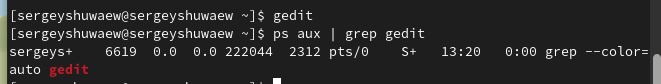 [sergeyshuwaew@sergeyshuwaew ~]$ gedit
[sergeyshuwaew@sergeyshuwaew ~]$ ps aux | grep gedit
sergeys+    6619  0.0  0.0 222044  2312 pts/0    S+   13:20   0:00 grep --color=
auto gedit
[sergeyshuwaew@sergeyshuwaew ~]$